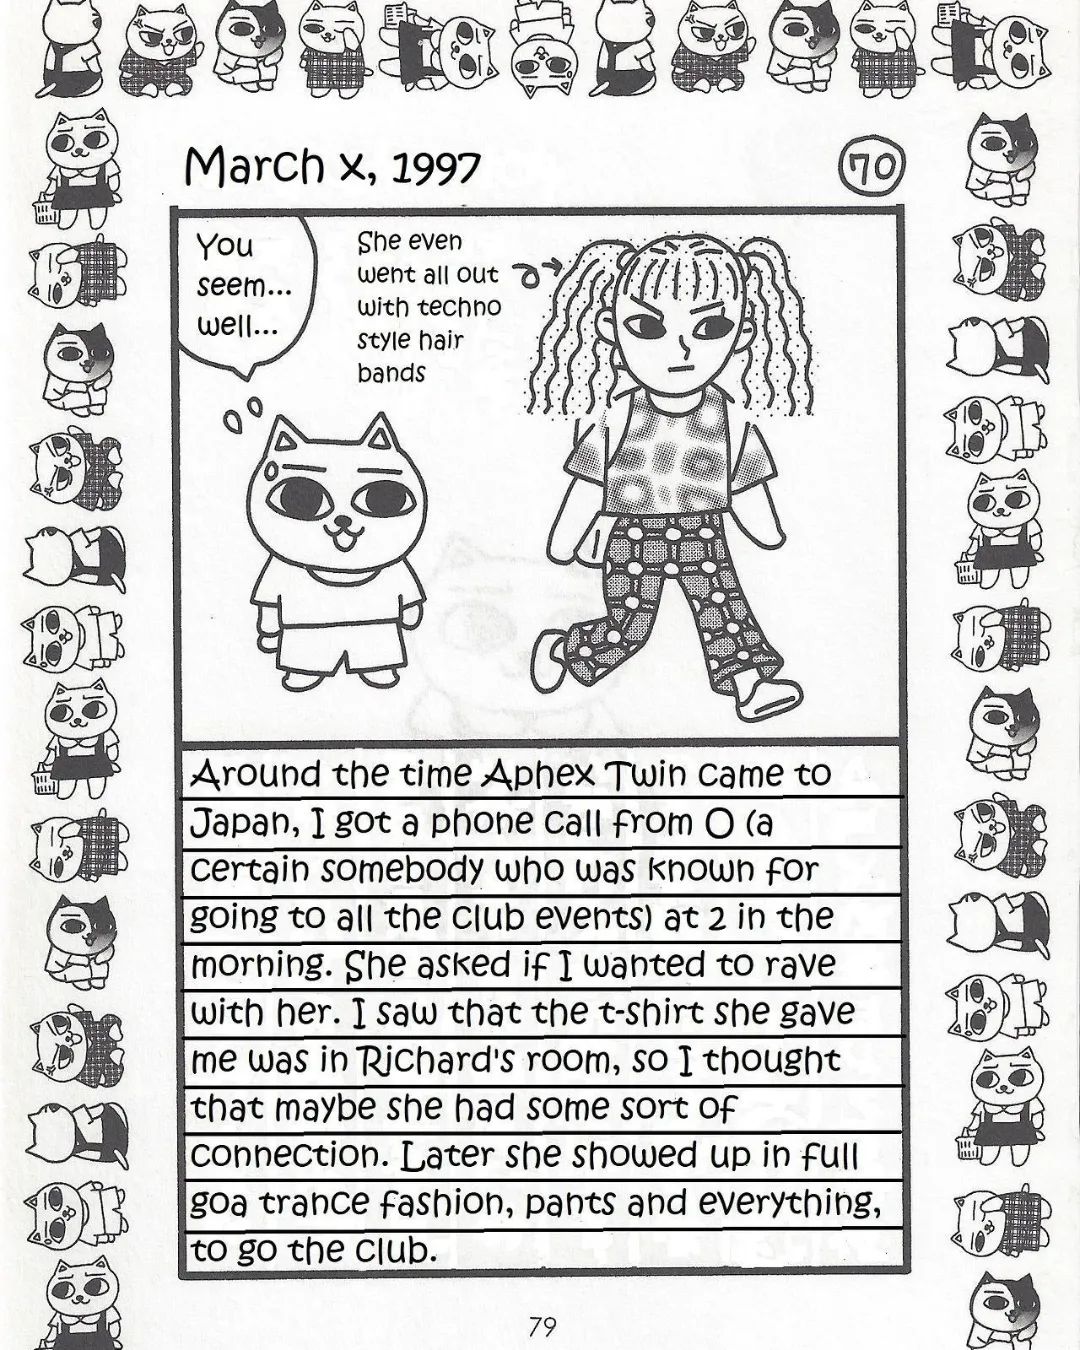 March x, 1997
70
You
seem...
well...
She even
went all out
with techno
style hair
bands
Around the time Aphex Twin came to
Japan, I got a phone call from O (a
certain somebody who was known for
going to all the club events) at 2 in the
morning. She asked if I wanted to rave
with her. I saw that the t-shirt she gave
me was in Richard's room, so I thought
that maybe she had some sort of
connection. Later she showed up in full
goa trance fashion, pants and everything,
to go the club.
79